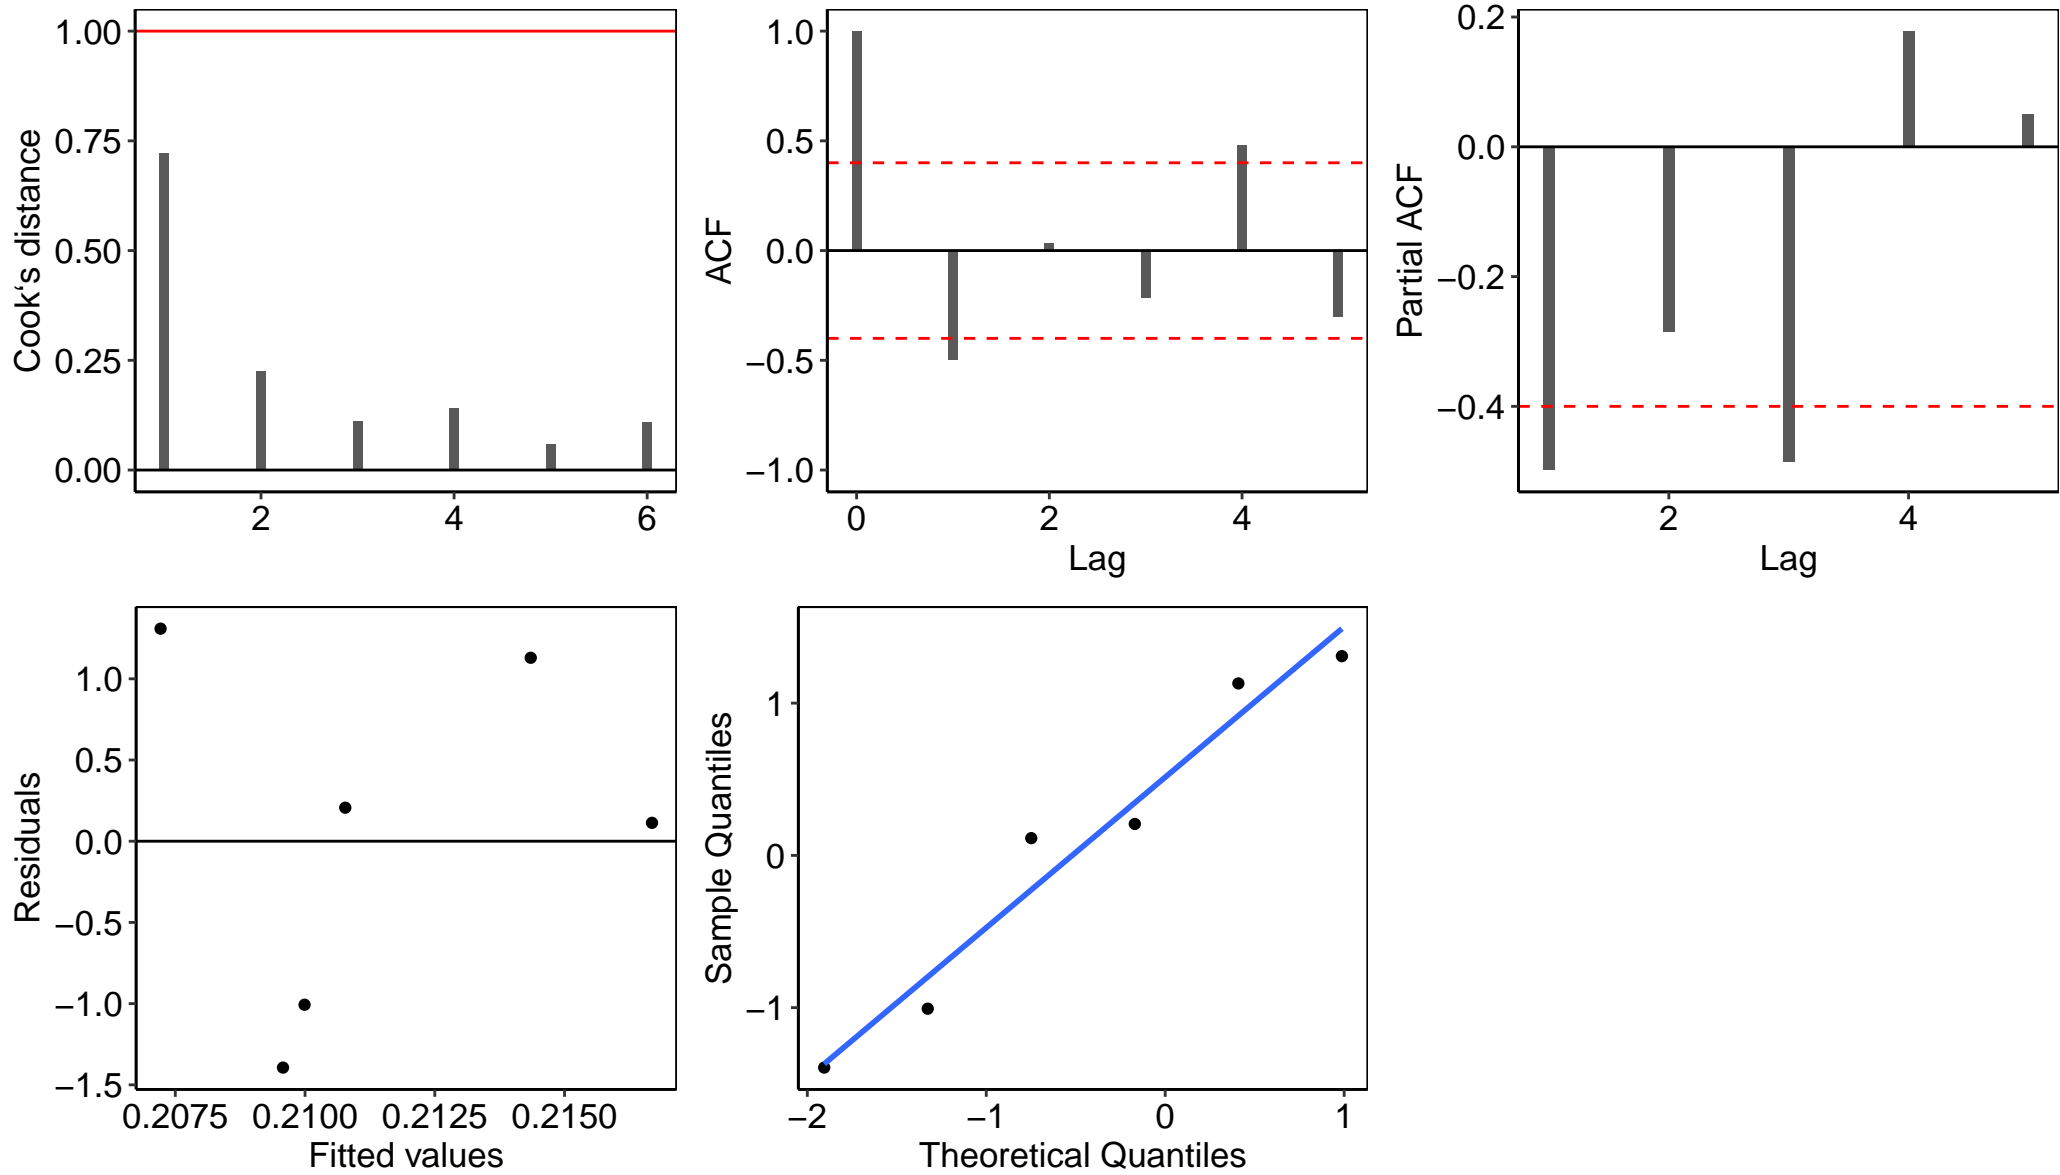 Cook‘s distance
1.00
0.75
0.50
0.25
0.00
2 4 6
ACF
1.0
0.5
0.0
−0.5
−1.0
0 2 4
Lag
Partial ACF
0.2
0.0
−0.2
−0.4
2 4
Lag
Residuals
1.0
0.5
0.0
−0.5
−1.0
−1.5
0.2075 0.2100 0.2125 0.2150
Fitted values
Sample Quantiles
1
0
−1
−2 −1 0 1
Theoretical Quantiles